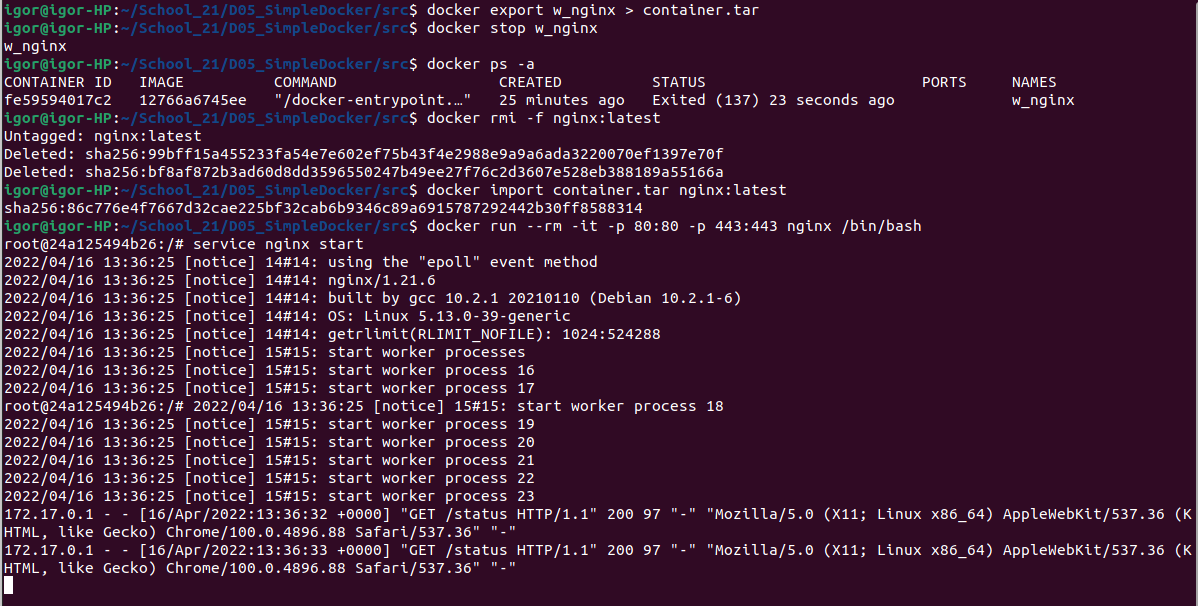 igor@igor-HP:~/School_21/D05_SimpleDocker/src$ docker export w_nginx > container.tar
igor@igor-HP:~/School_21/D05_SimpleDocker/src$ docker stop w_nginx
w_nginx
igor@igor-HP:~/School_21/D05_SimpleDocker/src$ docker ps -a
CONTAINER ID   IMAGE          COMMAND                  CREATED          STATUS                        PORTS     NAMES
fe59594017c2   12766a6745ee   "/docker-entrypoint.…"   25 minutes ago   Exited (137) 23 seconds ago             w_nginx
igor@igor-HP:~/School_21/D05_SimpleDocker/src$ docker rmi -f nginx:latest
Untagged: nginx:latest
Deleted: sha256:99bff15a455233fa54e7e602ef75b43f4e2988e9a9a6ada3220070ef1397e70f
Deleted: sha256:bf8af872b3ad60d8dd3596550247b49ee27f76c2d3607e528eb388189a55166a
igor@igor-HP:~/School_21/D05_SimpleDocker/src$ docker import container.tar nginx:latest
sha256:86c776e4f7667d32cae225bf32cab6b9346c89a6915787292442b30ff8588314
igor@igor-HP:~/School_21/D05_SimpleDocker/src$ docker run --rm -it -p 80:80 -p 443:443 nginx /bin/bash
root@24a125494b26:/# service nginx start
2022/04/16 13:36:25 [notice] 14#14: using the "epoll" event method
2022/04/16 13:36:25 [notice] 14#14: nginx/1.21.6
2022/04/16 13:36:25 [notice] 14#14: built by gcc 10.2.1 20210110 (Debian 10.2.1-6)
2022/04/16 13:36:25 [notice] 14#14: OS: Linux 5.13.0-39-generic
2022/04/16 13:36:25 [notice] 14#14: getrlimit(RLIMIT_NOFILE): 1024:524288
2022/04/16 13:36:25 [notice] 15#15: start worker processes
2022/04/16 13:36:25 [notice] 15#15: start worker process 16
2022/04/16 13:36:25 [notice] 15#15: start worker process 17
root@24a125494b26:/# 2022/04/16 13:36:25 [notice] 15#15: start worker process 18
2022/04/16 13:36:25 [notice] 15#15: start worker process 19
2022/04/16 13:36:25 [notice] 15#15: start worker process 20
2022/04/16 13:36:25 [notice] 15#15: start worker process 21
2022/04/16 13:36:25 [notice] 15#15: start worker process 22
2022/04/16 13:36:25 [notice] 15#15: start worker process 23
172.17.0.1 - - [16/Apr/2022:13:36:32 +0000] "GET /status HTTP/1.1" 200 97 "-" "Mozilla/5.0 (X11; Linux x86_64) AppleWebKit/537.36 (K
HTML, like Gecko) Chrome/100.0.4896.88 Safari/537.36" "-"
172.17.0.1 - - [16/Apr/2022:13:36:33 +0000] "GET /status HTTP/1.1" 200 97 "-" "Mozilla/5.0 (X11; Linux x86_64) AppleWebKit/537.36 (K
HTML, like Gecko) Chrome/100.0.4896.88 Safari/537.36" "-"